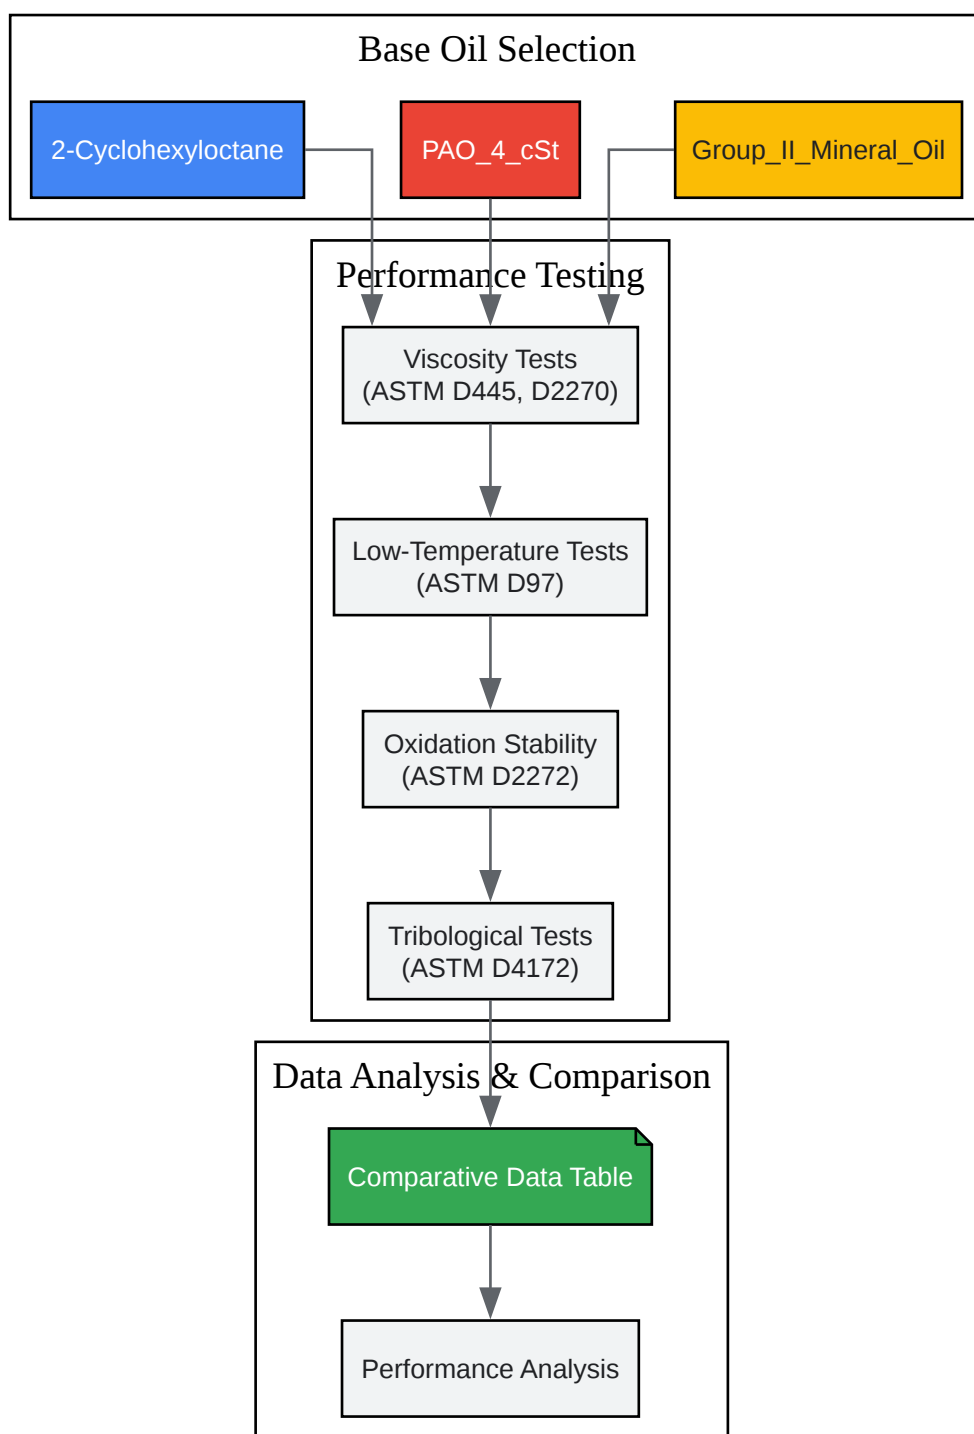 Base Oil Selection
2-Cyclohexyloctane
PAO_4_cSt
Group_II_Mineral_Oil
Performance Testing
Viscosity Tests
(ASTM D445, D2270)
Low-Temperature Tests
(ASTM D97)
Oxidation Stability
(ASTM D2272)
Tribological Tests
(ASTM D4172)
Data Analysis & Comparison
Comparative Data Table
Performance Analysis